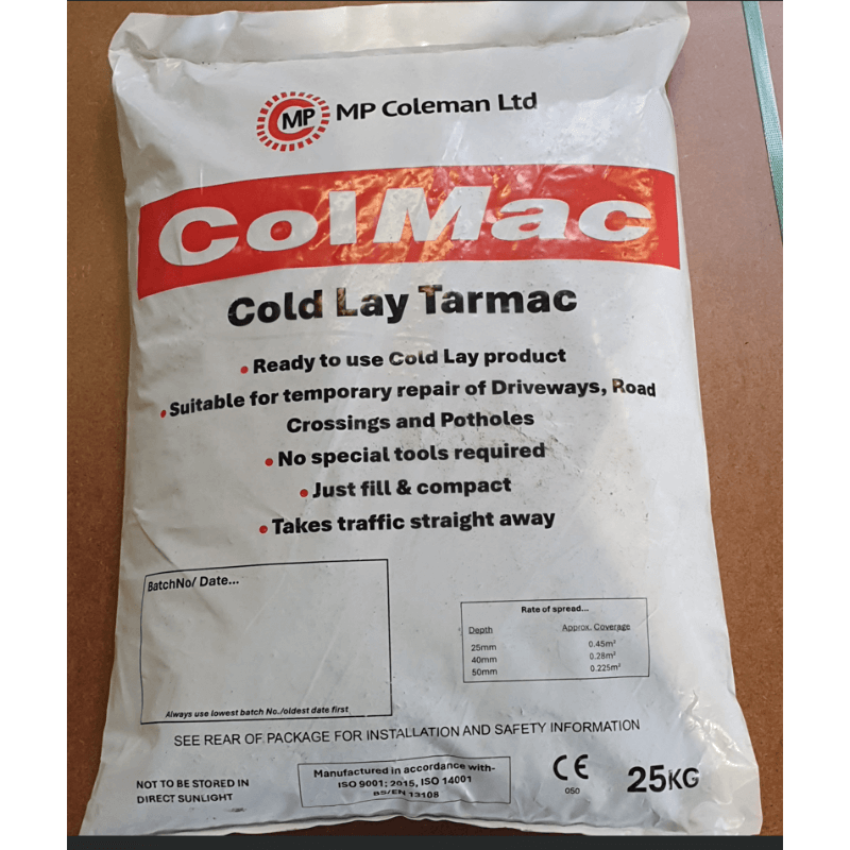 MP MP Coleman Ltd
ColMac
Cold Lay Tarmac
• Ready to use Cold Lay product
• Suitable for temporary repair of Driveways, Road
Crossings and Potholes
• No special tools required
• Just fill & compact
• Takes traffic straight away
BatchNo/ Date...
Always use lowest batch No./oldest date first
Rate of spread...
Depth Approx. Coverage
25mm 0.45m²
40mm 0.28m²
50mm 0.225m²
SEE REAR OF PACKAGE FOR INSTALLATION AND SAFETY INFORMATION
NOT TO BE STORED IN
DIRECT SUNLIGHT
Manufactured in accordance with-
ISO 9001; 2015, ISO 14001
BS/EN 13108
CE
050
25KG